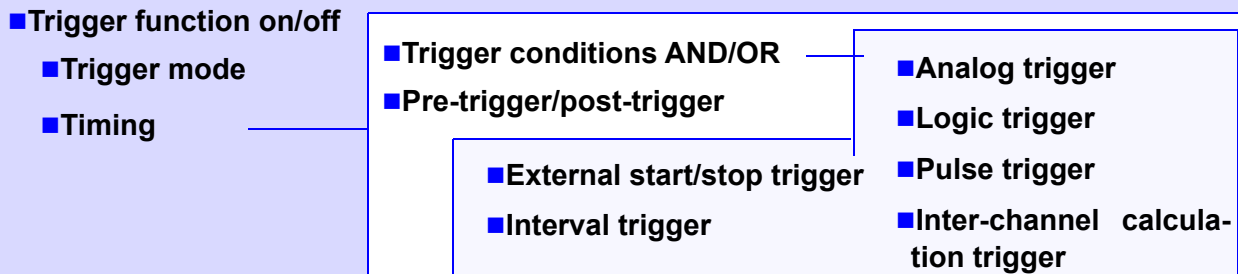 ■Trigger function on/off
■Trigger mode
■Timing
■Trigger conditions AND/OR
■Pre-trigger/post-trigger
■External start/stop trigger
■Interval trigger
■Analog trigger
■Logic trigger
■Pulse trigger
■Inter-channel calcula-
tion trigger